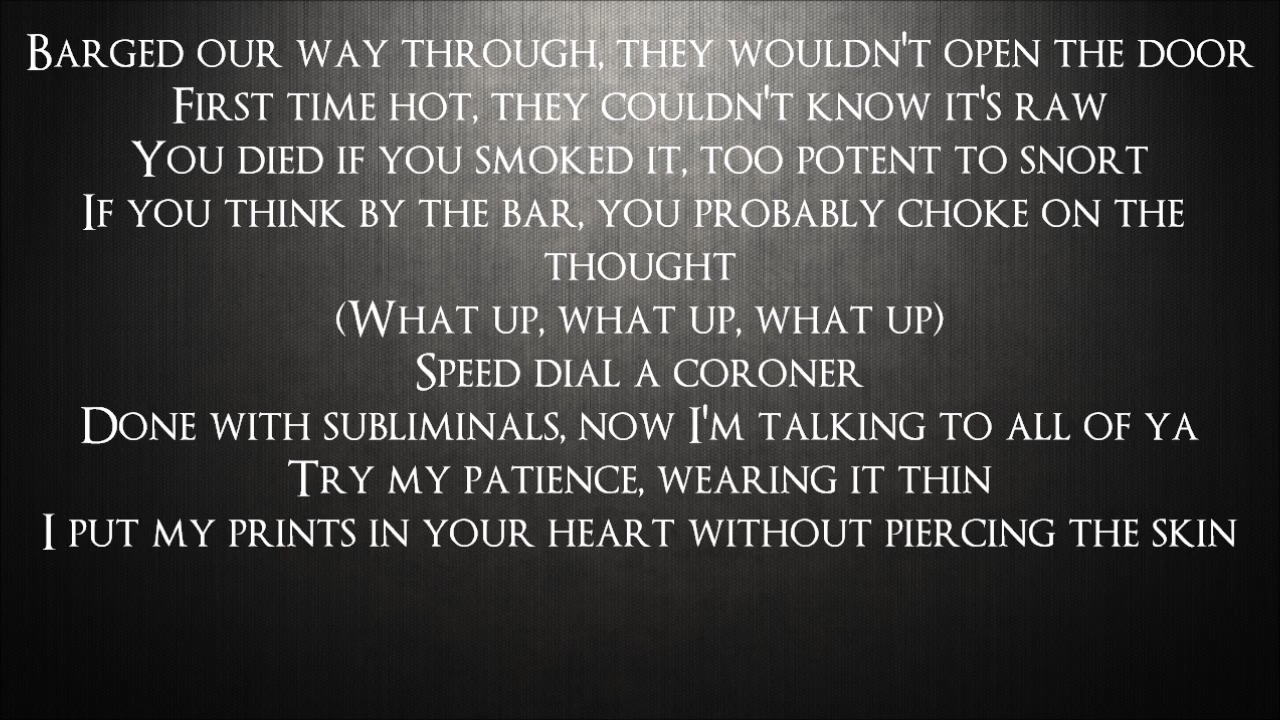 Barged our way through, they wouldn't open the door
First time hot, they couldn't know it's raw
You died if you smoked it, too potent to snort
If you think by the bar, you probably choke on the
thought
(What up, what up, what up)
Speed dial a coroner
Done with subliminals, now I'm talking to all of ya
Try my patience, wearing it thin
I put my prints in your heart without piercing the skin